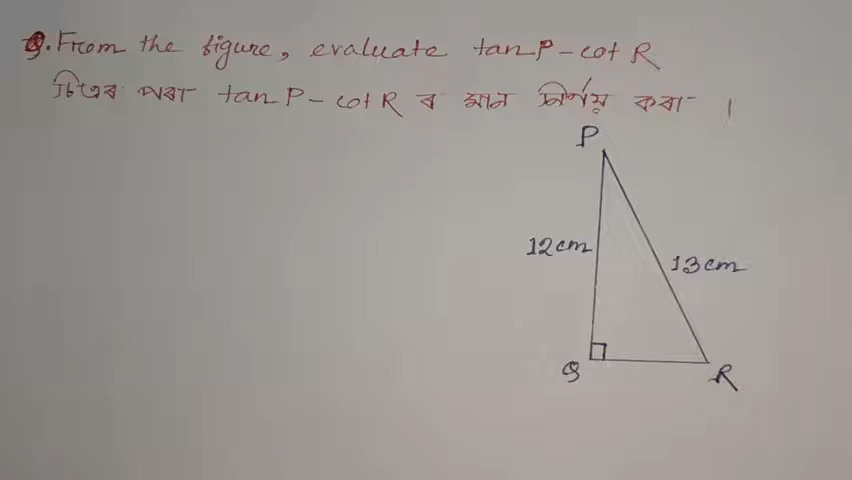 Q. From the figure, evaluate tan P - cot R
চিত্ৰৰ পৰা tan P - cot R ৰ মান নিৰ্ণয় কৰা |
P
12cm
13cm
Q
R